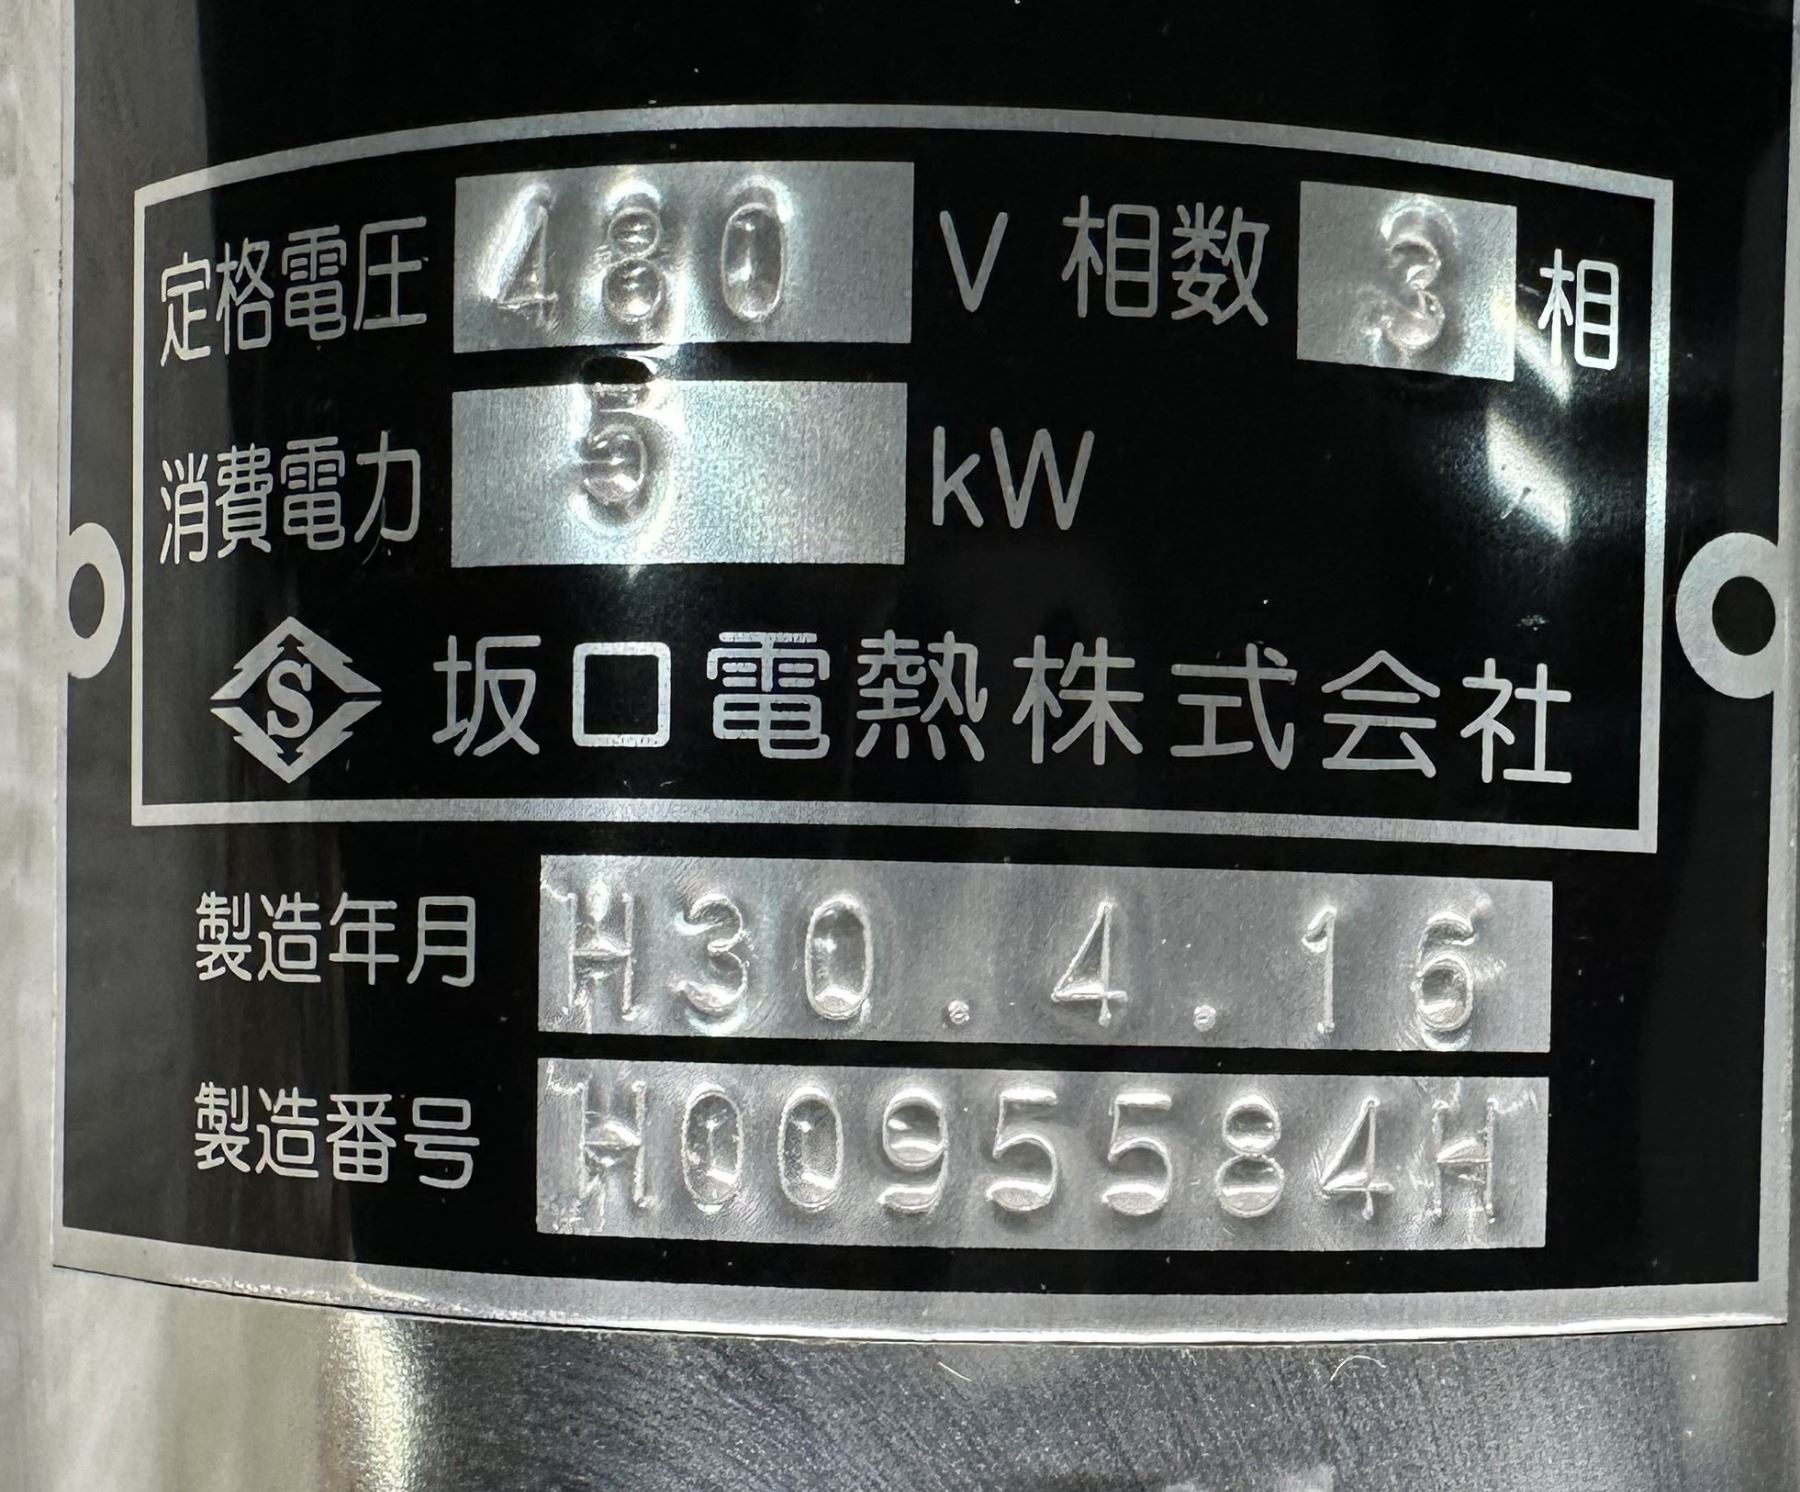 定格電圧 480 V 相数 3 相
消費電力 5 kW
S 坂口電熱株式会社
製造年月 H30.4.16
製造番号 H0095584H